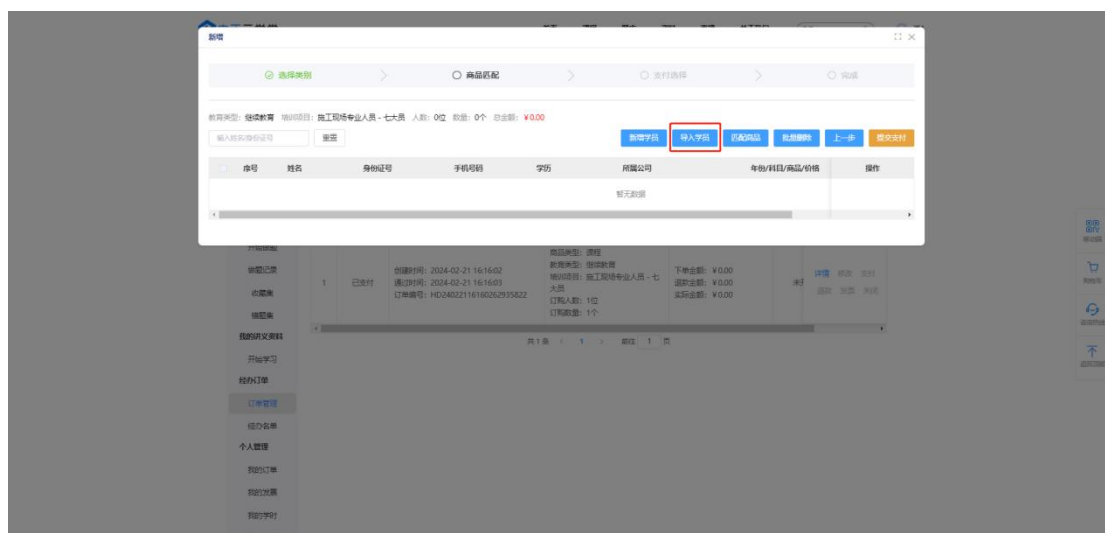 新增
选择类别
商品匹配
支付选择
完成
教育类型: 继续教育 培训项目: 施工现场专业人员 - 七大员 人数: 0位 数量: 0个 总金额: ￥0.00
输入姓名/身份证号 重置 新增学员 导入学员 匹配商品 批量删除 上一步 提交支付
序号 姓名 身份证号 手机号码 学历 所属公司 年份/科目/商品/价格 操作
暂无数据
做题记录
收藏集
错题集
我的讲义资料
开始学习
经办订单
订单管理
经办名单
个人管理
我的订单
我的发票
我的学时
1 已支付
创建时间: 2024-02-21 16:16:02
通过时间: 2024-02-21 16:16:03
订单编号: HD24022116160262935822
商品类型: 课程
教育类型: 继续教育
培训项目: 施工现场专业人员 - 七
大员
订购人数: 1位
订购数量: 1个
下单金额: ￥0.00
退款金额: ￥0.00
实际金额: ￥0.00
详情 修改 支付
退款 发票 关闭
共 1 条 1 前往 1 页